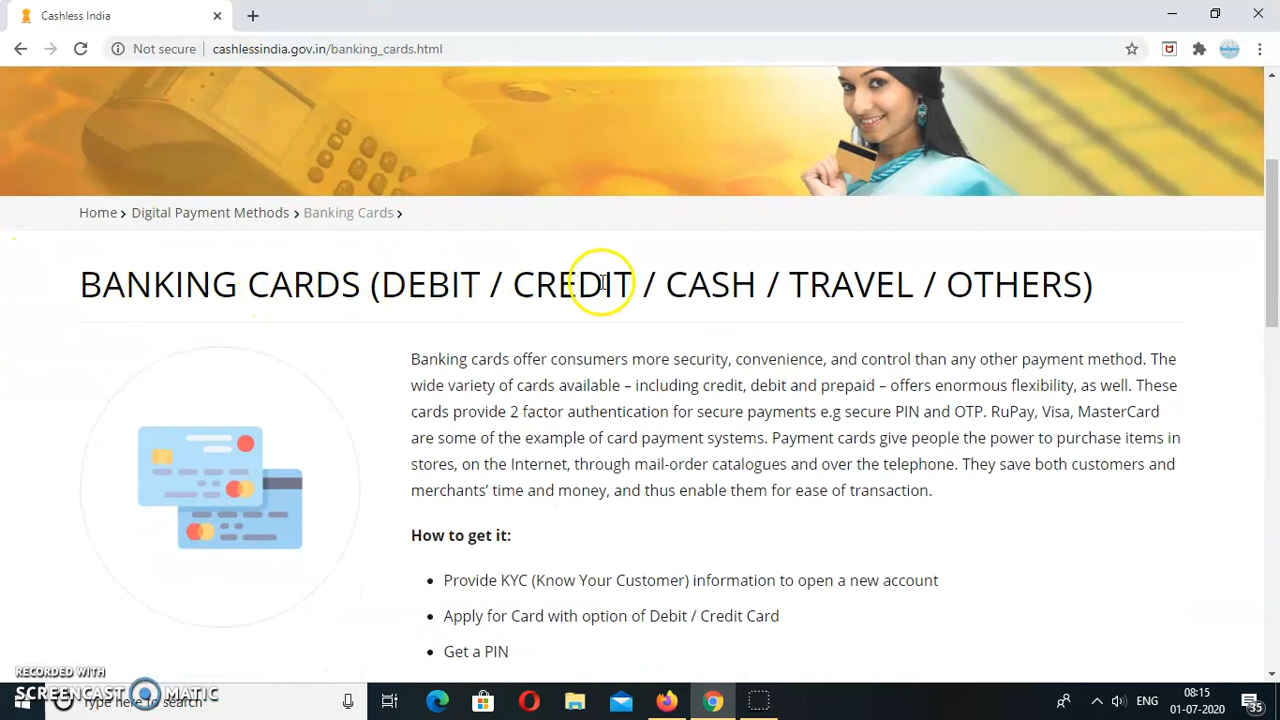 Cashless India
Not secure
cashlessindia.gov.in/banking_cards.html
Home
Digital Payment Methods
Banking Cards
BANKING CARDS (DEBIT / CREDIT / CASH / TRAVEL / OTHERS)
Banking cards offer consumers more security, convenience, and control than any other payment method. The
wide variety of cards available – including credit, debit and prepaid – offers enormous flexibility, as well. These
cards provide 2 factor authentication for secure payments e.g secure PIN and OTP. RuPay, Visa, MasterCard
are some of the example of card payment systems. Payment cards give people the power to purchase items in
stores, on the Internet, through mail-order catalogues and over the telephone. They save both customers and
merchants’ time and money, and thus enable them for ease of transaction.
How to get it:
• Provide KYC (Know Your Customer) information to open a new account
• Apply for Card with option of Debit / Credit Card
• Get a PIN
RECORDED WITH
SCREENCAST MATIC
Type here to search
ENG
08:15
01-07-2020
35